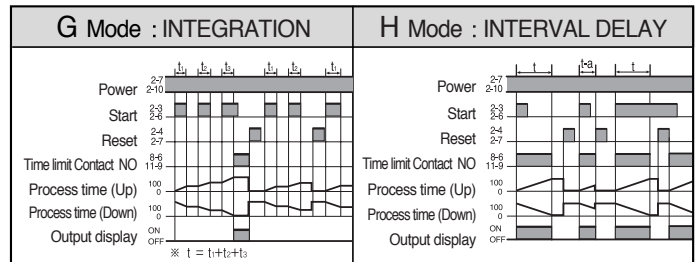 G Mode : INTEGRATION
t₁ t₂ t₃ t₁ t₂ t₁
Power 2-7 2-10
Start 2-3 2-6
Reset 2-4 2-7
Time limit Contact NO 8-6 11-9
Process time (Up) 100 0
Process time (Down) 100 0
Output display ON OFF
※ t = t₁+t₂+t₃
H Mode : INTERVAL DELAY
t t-a t
Power 2-7 2-10
Start 2-3 2-6
Reset 2-4 2-7
Time limit Contact NO 8-6 11-9
Process time (Up) 100 0
Process time (Down) 100 0
Output display ON OFF